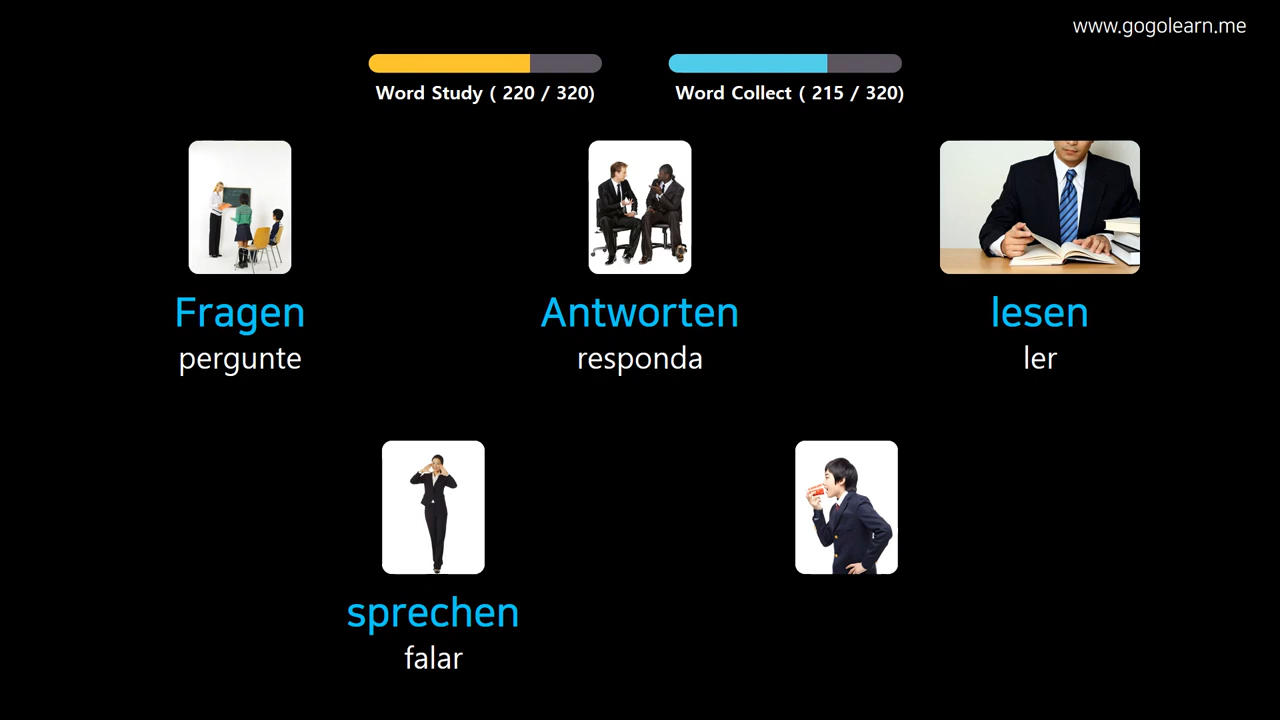 www.gogolearn.me
Word Study ( 220 / 320)
Word Collect ( 215 / 320)
Fragen
pergunte
Antworten
responda
lesen
ler
sprechen
falar